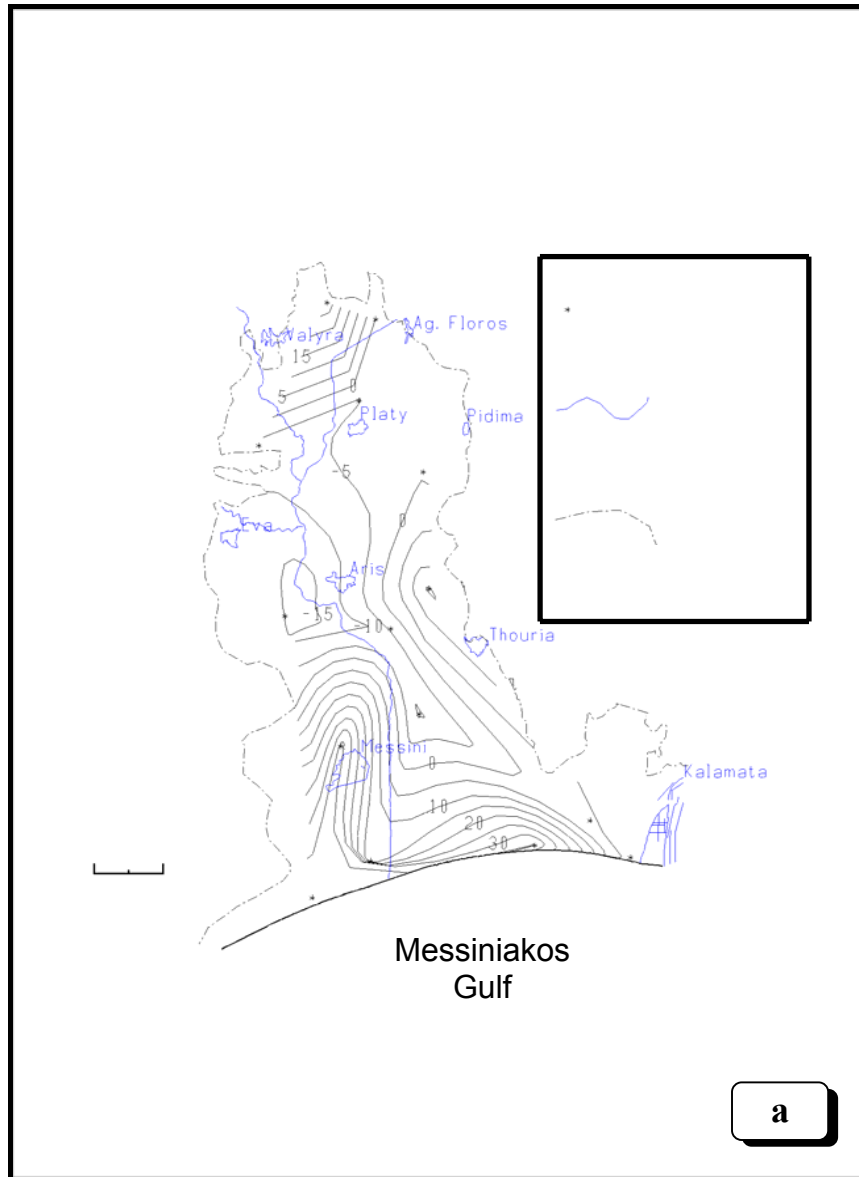 Valyra
Ag. Floros
15
5
0
Platy
Pidima
-5
Eva
0
Aris
-15
-10
Thouria
Messini
0
Kalamata
10
20
30
Messiniakos
Gulf
a